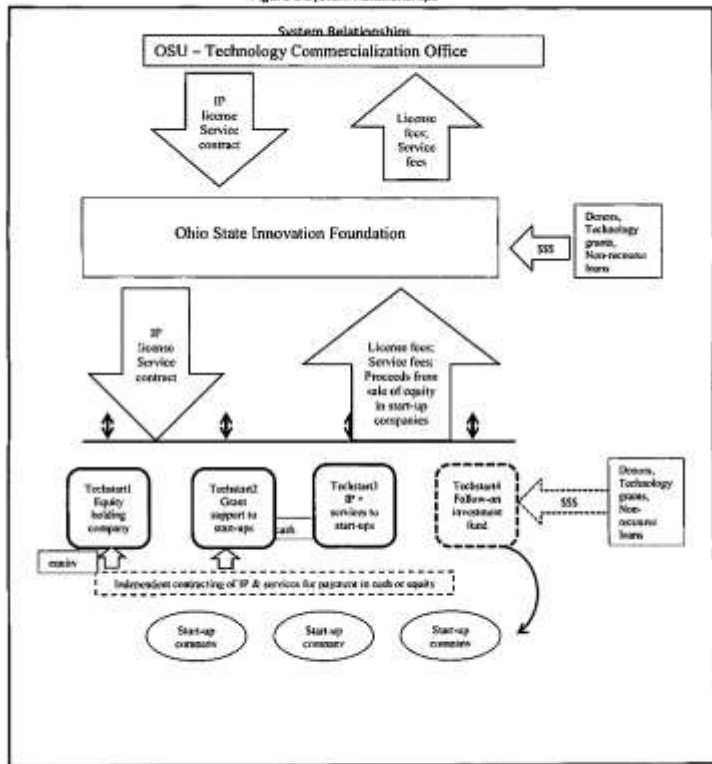 System Relationships
OSU – Technology Commercialization Office
IP
license
Service
contract
License
fees;
Service
fees
Ohio State Innovation Foundation
$$$
Donors,
Technology
grants,
Non-recourse
loans
IP
license
Service
contract
License fees;
Service fees;
Proceeds from
sale of equity
in start-up
companies
Techstart1
Equity
holding
company
Techstart2
Grant
support to
start-ups
cash
Techstart3
IP +
services to
start-ups
Techstart4
Follow-on
investment
fund
$$$
Donors,
Technology
grants,
Non-
recourse
loans
equity
Independent contracting of IP & services for payment in cash or equity
Start-up
company
Start-up
company
Start-up
company